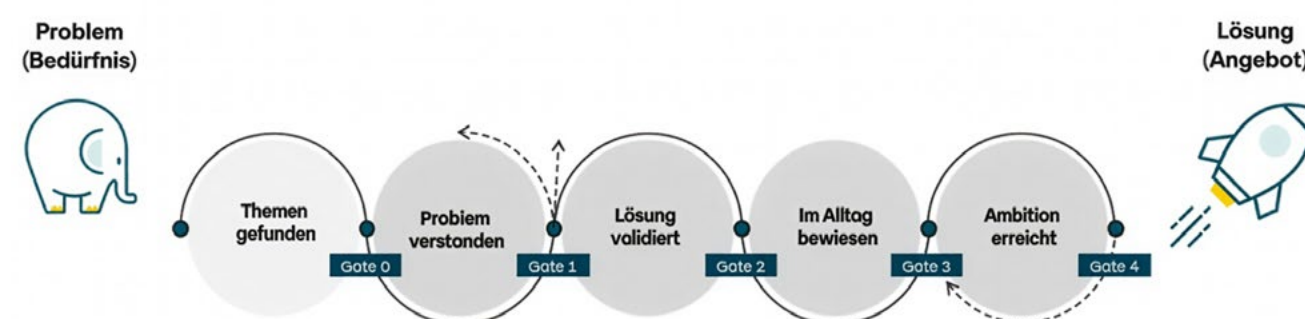 Problem
(Bedürfnis)
Lösung
(Angebot)
Themen
gefunden
Problem
verstonden
Lösung
validiert
Im Alltag
bewiesen
Ambition
erreicht
Gate 0
Gate 1
Gate 2
Gate 3
Gate 4